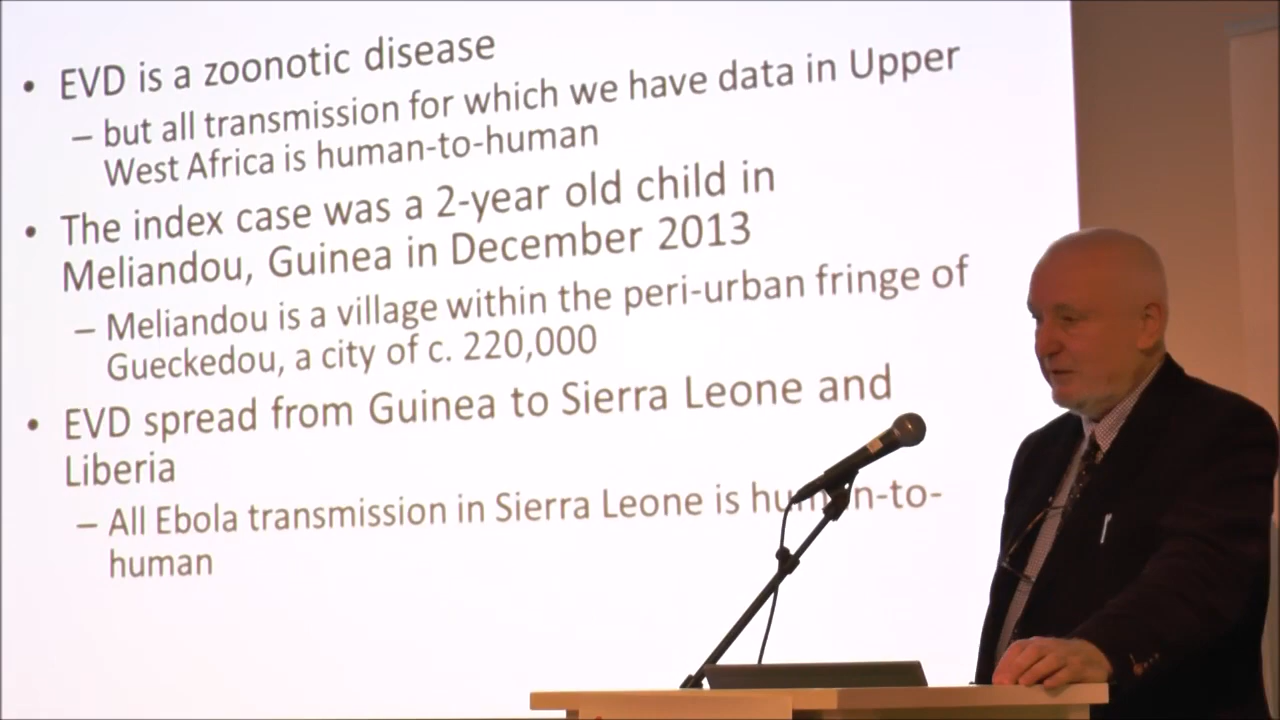 • EVD is a zoonotic disease
– but all transmission for which we have data in Upper
West Africa is human-to-human
• The index case was a 2-year old child in
Meliandou, Guinea in December 2013
– Meliandou is a village within the peri-urban fringe of
Gueckedou, a city of c. 220,000
• EVD spread from Guinea to Sierra Leone and
Liberia
– All Ebola transmission in Sierra Leone is human-to-
human